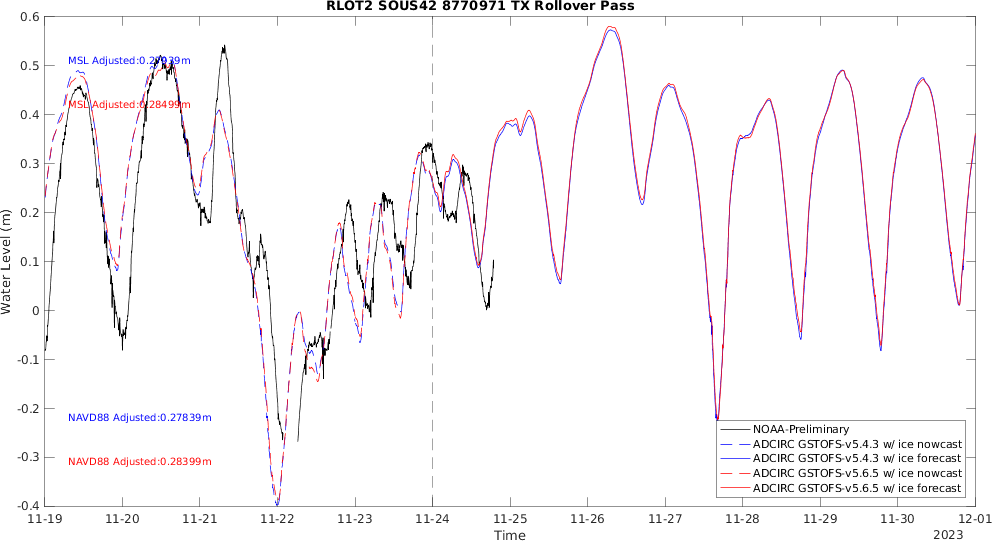 RLOT2 SOUS42 8770971 TX Rollover Pass
0.6
0.5
0.4
0.3
0.2
0.1
0
-0.1
-0.2
-0.3
-0.4
Water Level (m)
MSL Adjusted:0.28939m
MSL Adjusted:0.28499m
NAVD88 Adjusted:0.27839m
NAVD88 Adjusted:0.28399m
NOAA-Preliminary
ADCIRC GSTOFS-v5.4.3 w/ ice nowcast
ADCIRC GSTOFS-v5.4.3 w/ ice forecast
ADCIRC GSTOFS-v5.6.5 w/ ice nowcast
ADCIRC GSTOFS-v5.6.5 w/ ice forecast
11-19 11-20 11-21 11-22 11-23 11-24 11-25 11-26 11-27 11-28 11-29 11-30 12-01
Time
2023